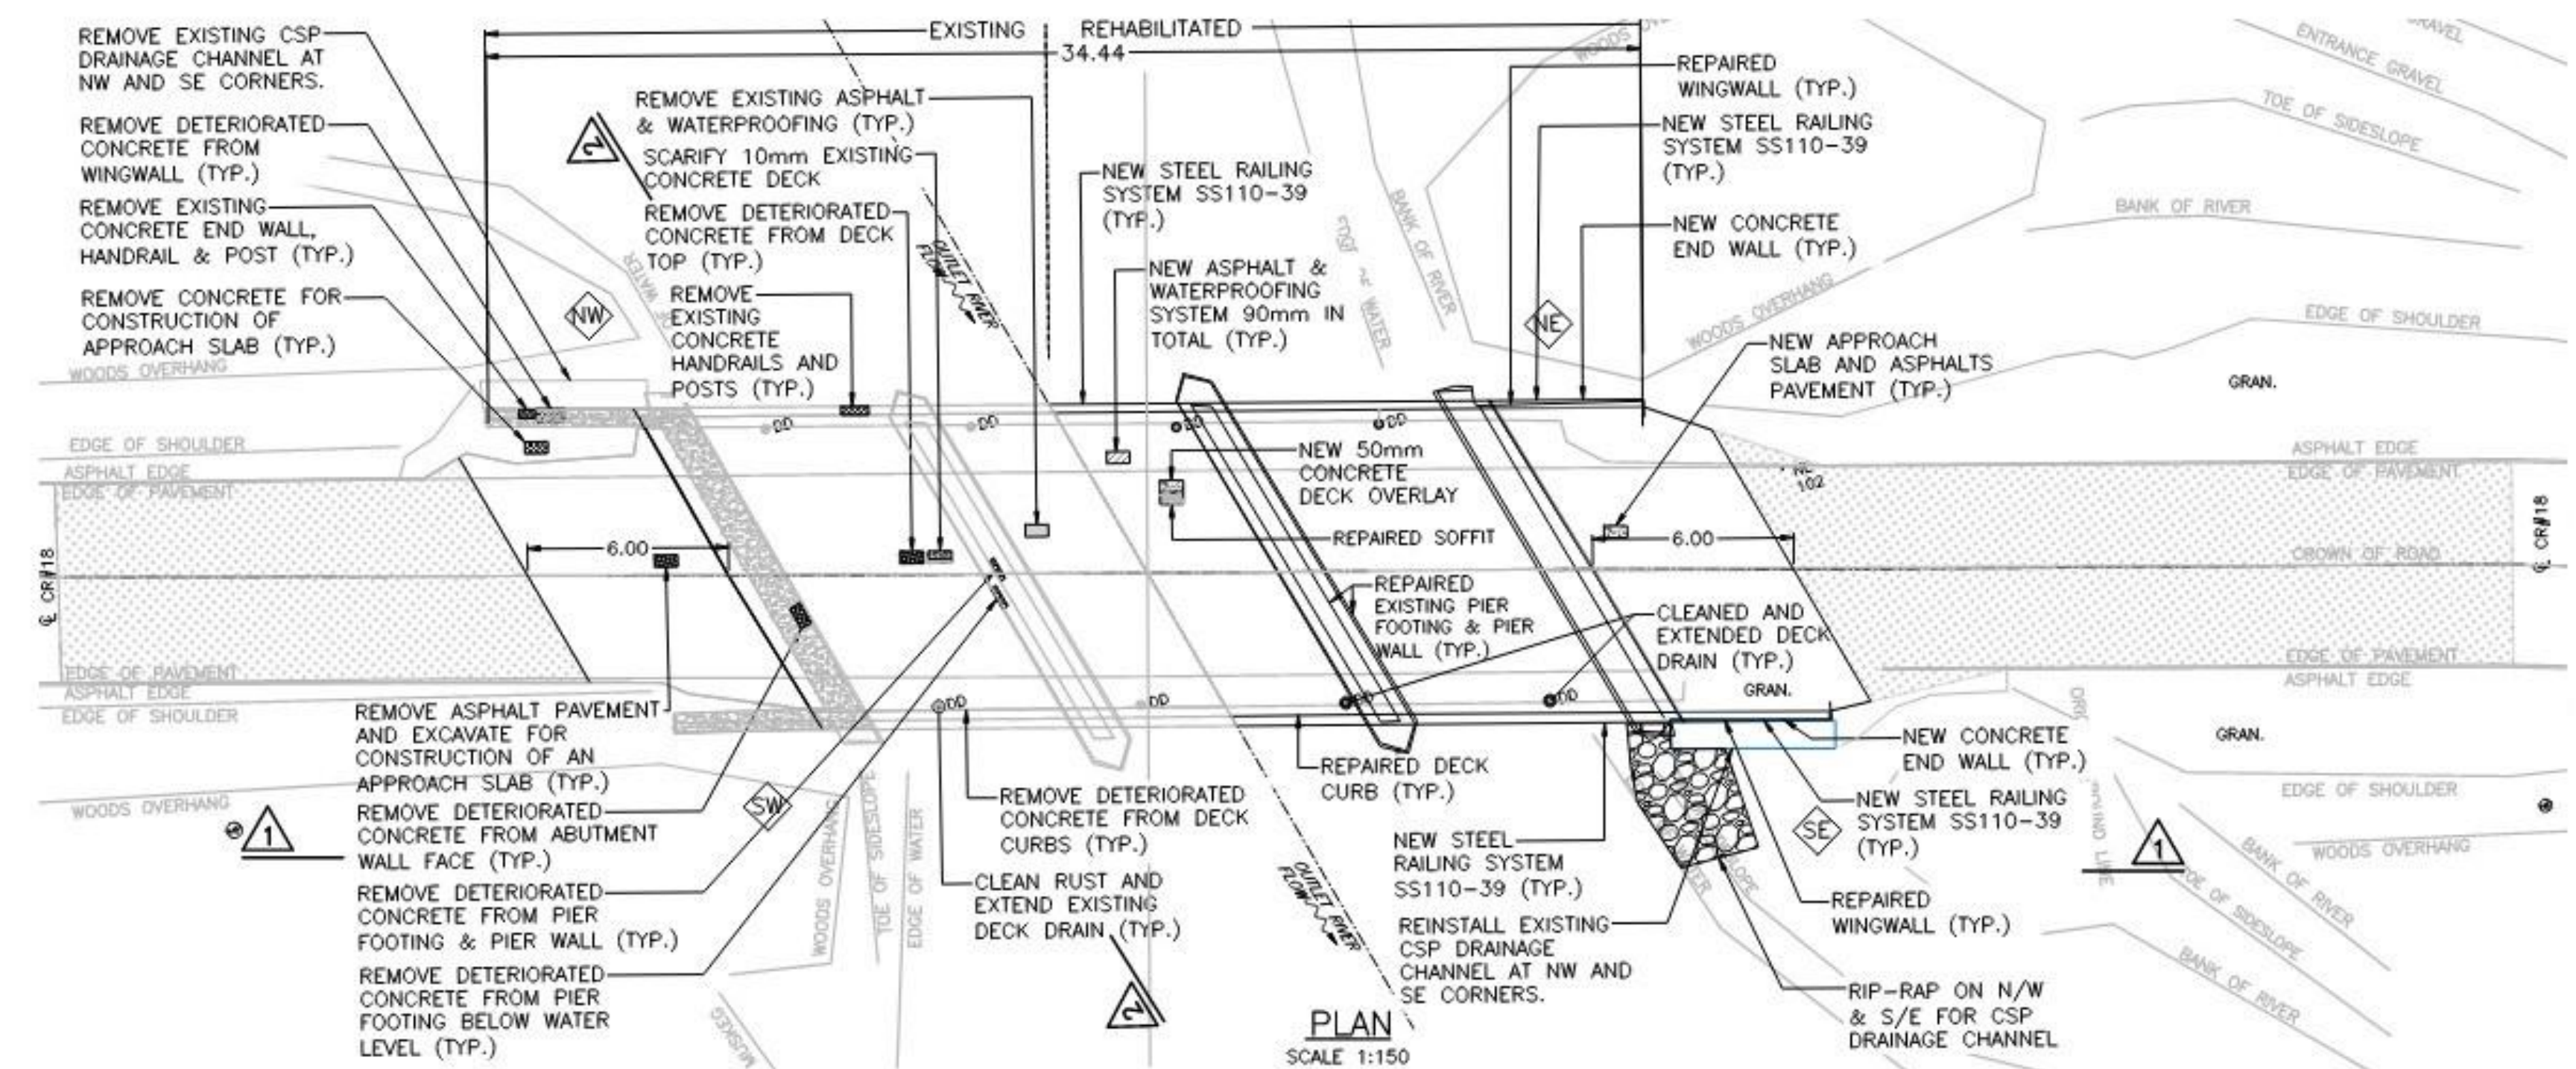 EXISTING
REHABILITATED
34.44
REMOVE EXISTING CSP
DRAINAGE CHANNEL AT
NW AND SE CORNERS.
REMOVE DETERIORATED
CONCRETE FROM
WINGWALL (TYP.)
REMOVE EXISTING
CONCRETE END WALL,
HANDRAIL & POST (TYP.)
REMOVE CONCRETE FOR
CONSTRUCTION OF
APPROACH SLAB (TYP.)
REMOVE EXISTING ASPHALT
& WATERPROOFING (TYP.)
2
SCARIFY 10mm EXISTING
CONCRETE DECK
REMOVE DETERIORATED
CONCRETE FROM DECK
TOP (TYP.)
REMOVE
EXISTING
CONCRETE
HANDRAILS AND
POSTS (TYP.)
WATER
NW
OUTLET RIVER
FLOW
NEW STEEL RAILING
SYSTEM SS110-39
(TYP.)
NEW ASPHALT &
WATERPROOFING
SYSTEM 90mm IN
TOTAL (TYP.)
WATER
BANK OF RIVER
REPAIRED
WINGWALL (TYP.)
NEW STEEL RAILING
SYSTEM SS110-39
(TYP.)
NEW CONCRETE
END WALL (TYP.)
NE
WOODS OVERHANG
NEW APPROACH
SLAB AND ASPHALTS
PAVEMENT (TYP.)
ENTRANCE GRAVEL
TOE OF SIDESLOPE
BANK OF RIVER
EDGE OF SHOULDER
GRAN.
WOODS OVERHANG
EDGE OF SHOULDER
ASPHALT EDGE
EDGE OF PAVEMENT
DD
DD
DD
DD
NEW 50mm
CONCRETE
DECK OVERLAY
REPAIRED SOFFIT
102
ASPHALT EDGE
EDGE OF PAVEMENT
CR#18
6.00
6.00
CROWN OF ROAD
CR#18
REPAIRED
EXISTING PIER
FOOTING & PIER
WALL (TYP.)
CLEANED AND
EXTENDED DECK
DRAIN (TYP.)
GRAN.
EDGE OF PAVEMENT
ASPHALT EDGE
EDGE OF SHOULDER
DD
DD
DD
DD
EDGE OF PAVEMENT
ASPHALT EDGE
GRAN.
REMOVE ASPHALT PAVEMENT
AND EXCAVATE FOR
CONSTRUCTION OF AN
APPROACH SLAB (TYP.)
WOODS OVERHANG
1
REMOVE DETERIORATED
CONCRETE FROM ABUTMENT
WALL FACE (TYP.)
REMOVE DETERIORATED
CONCRETE FROM PIER
FOOTING & PIER WALL (TYP.)
REMOVE DETERIORATED
CONCRETE FROM PIER
FOOTING BELOW WATER
LEVEL (TYP.)
SW
WOODS OVERHANG
TOE OF SIDESLOPE
EDGE OF WATER
MUSKEG
REMOVE DETERIORATED
CONCRETE FROM DECK
CURBS (TYP.)
CLEAN RUST AND
EXTEND EXISTING
DECK DRAIN (TYP.)
2
OUTLET RIVER
FLOW
REPAIRED DECK
CURB (TYP.)
NEW STEEL
RAILING SYSTEM
SS110-39 (TYP.)
REINSTALL EXISTING
CSP DRAINAGE
CHANNEL AT NW AND
SE CORNERS.
NEW CONCRETE
END WALL (TYP.)
NEW STEEL RAILING
SYSTEM SS110-39
(TYP.)
SE
REPAIRED
WINGWALL (TYP.)
RIP-RAP ON N/W
& S/E FOR CSP
DRAINAGE CHANNEL
EDGE OF SHOULDER
WOODS OVERHANG
1
BANK OF RIVER
TOE OF SIDESLOPE
BANK OF RIVER
PLAN
SCALE 1:150